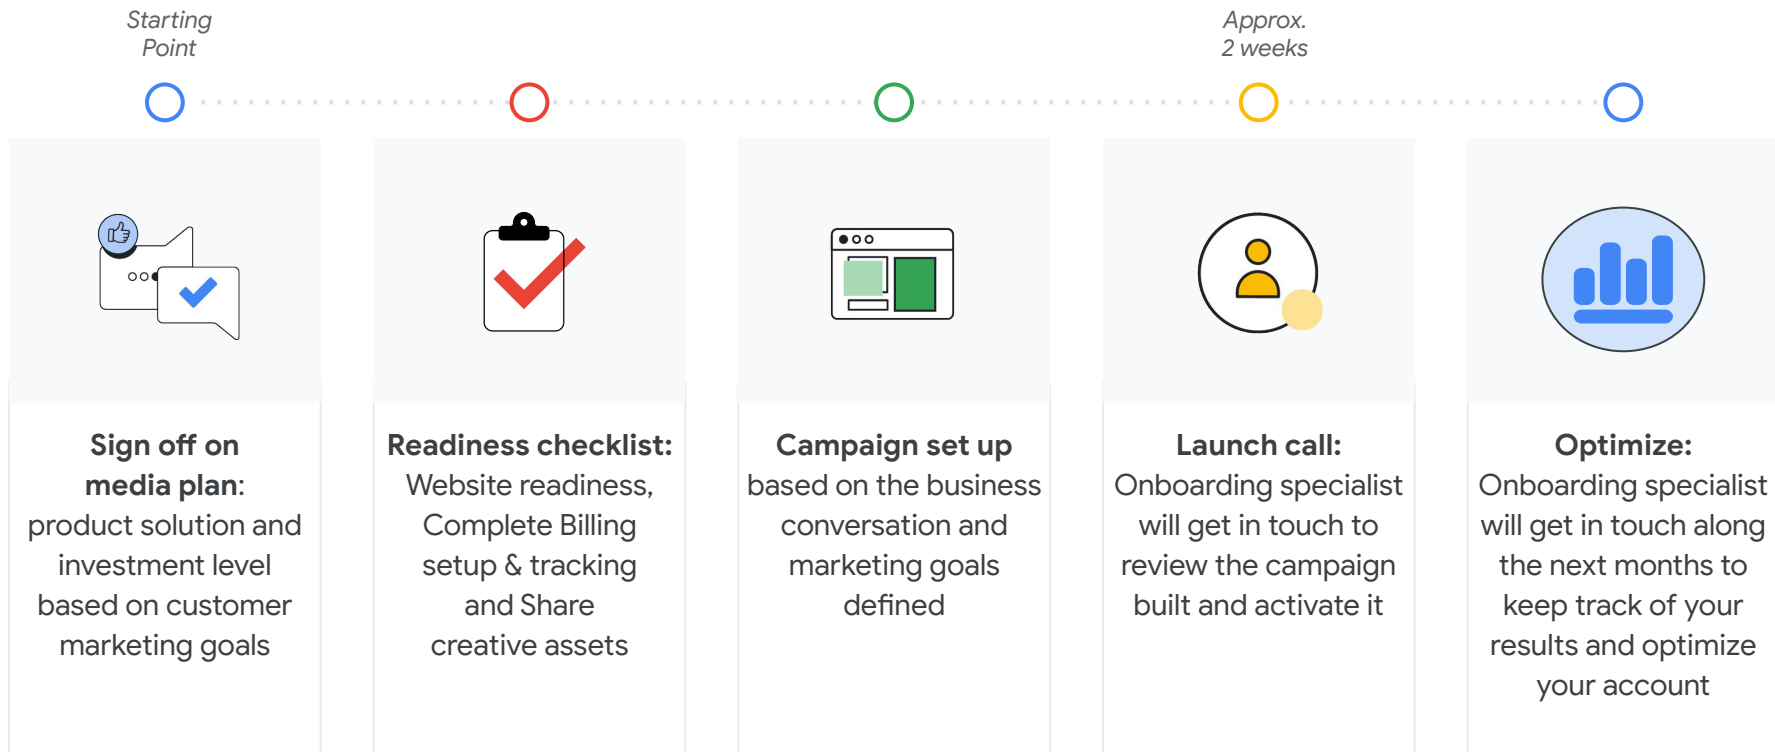 Starting
Point
Approx.
2 weeks
Sign off on
media plan:
product solution and
investment level
based on customer
marketing goals
Readiness checklist:
Website readiness,
Complete Billing
setup & tracking
and Share
creative assets
Campaign set up
based on the business
conversation and
marketing goals
defined
Launch call:
Onboarding specialist
will get in touch to
review the campaign
built and activate it
Optimize:
Onboarding specialist
will get in touch along
the next months to
keep track of your
results and optimize
your account